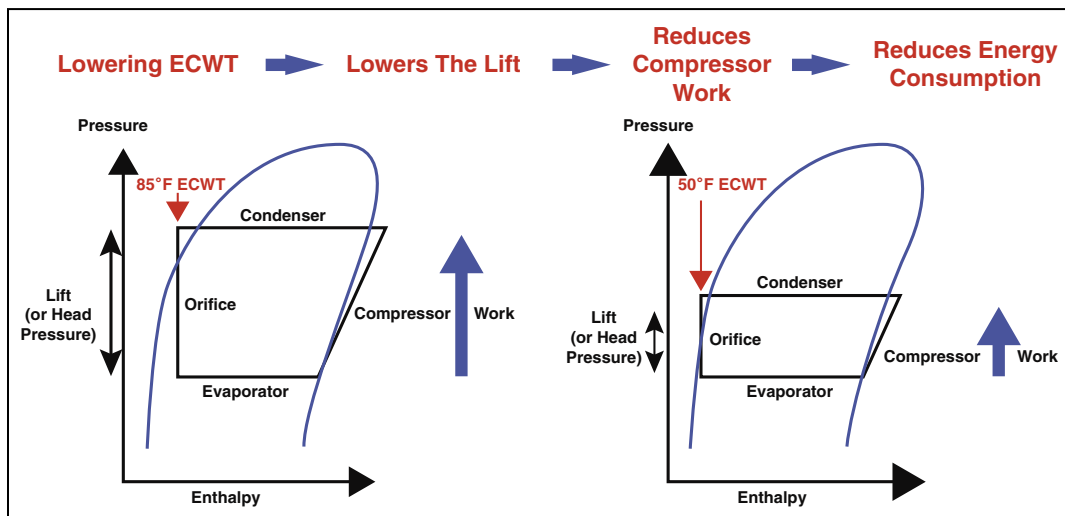 Lowering ECWT
Lowers The Lift
Reduces
Compressor
Work
Reduces Energy
Consumption
Pressure
85°F ECWT
Condenser
Lift
(or Head
Pressure)
Orifice
Compressor
Work
Evaporator
Enthalpy
Pressure
50°F ECWT
Condenser
Lift
(or Head
Pressure)
Orifice
Compressor
Work
Evaporator
Enthalpy